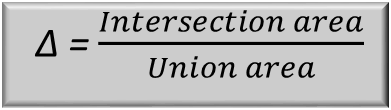 Δ = Intersection area / Union area